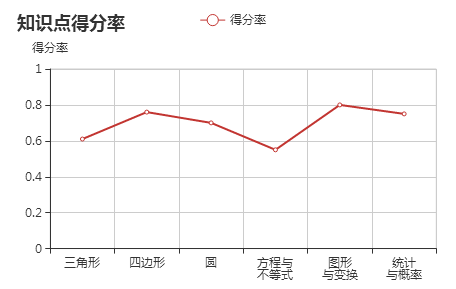 知识点得分率
得分率
得分率
1
0.8
0.6
0.4
0.2
0
三角形
四边形
圆
方程与
不等式
图形
与变换
统计
与概率